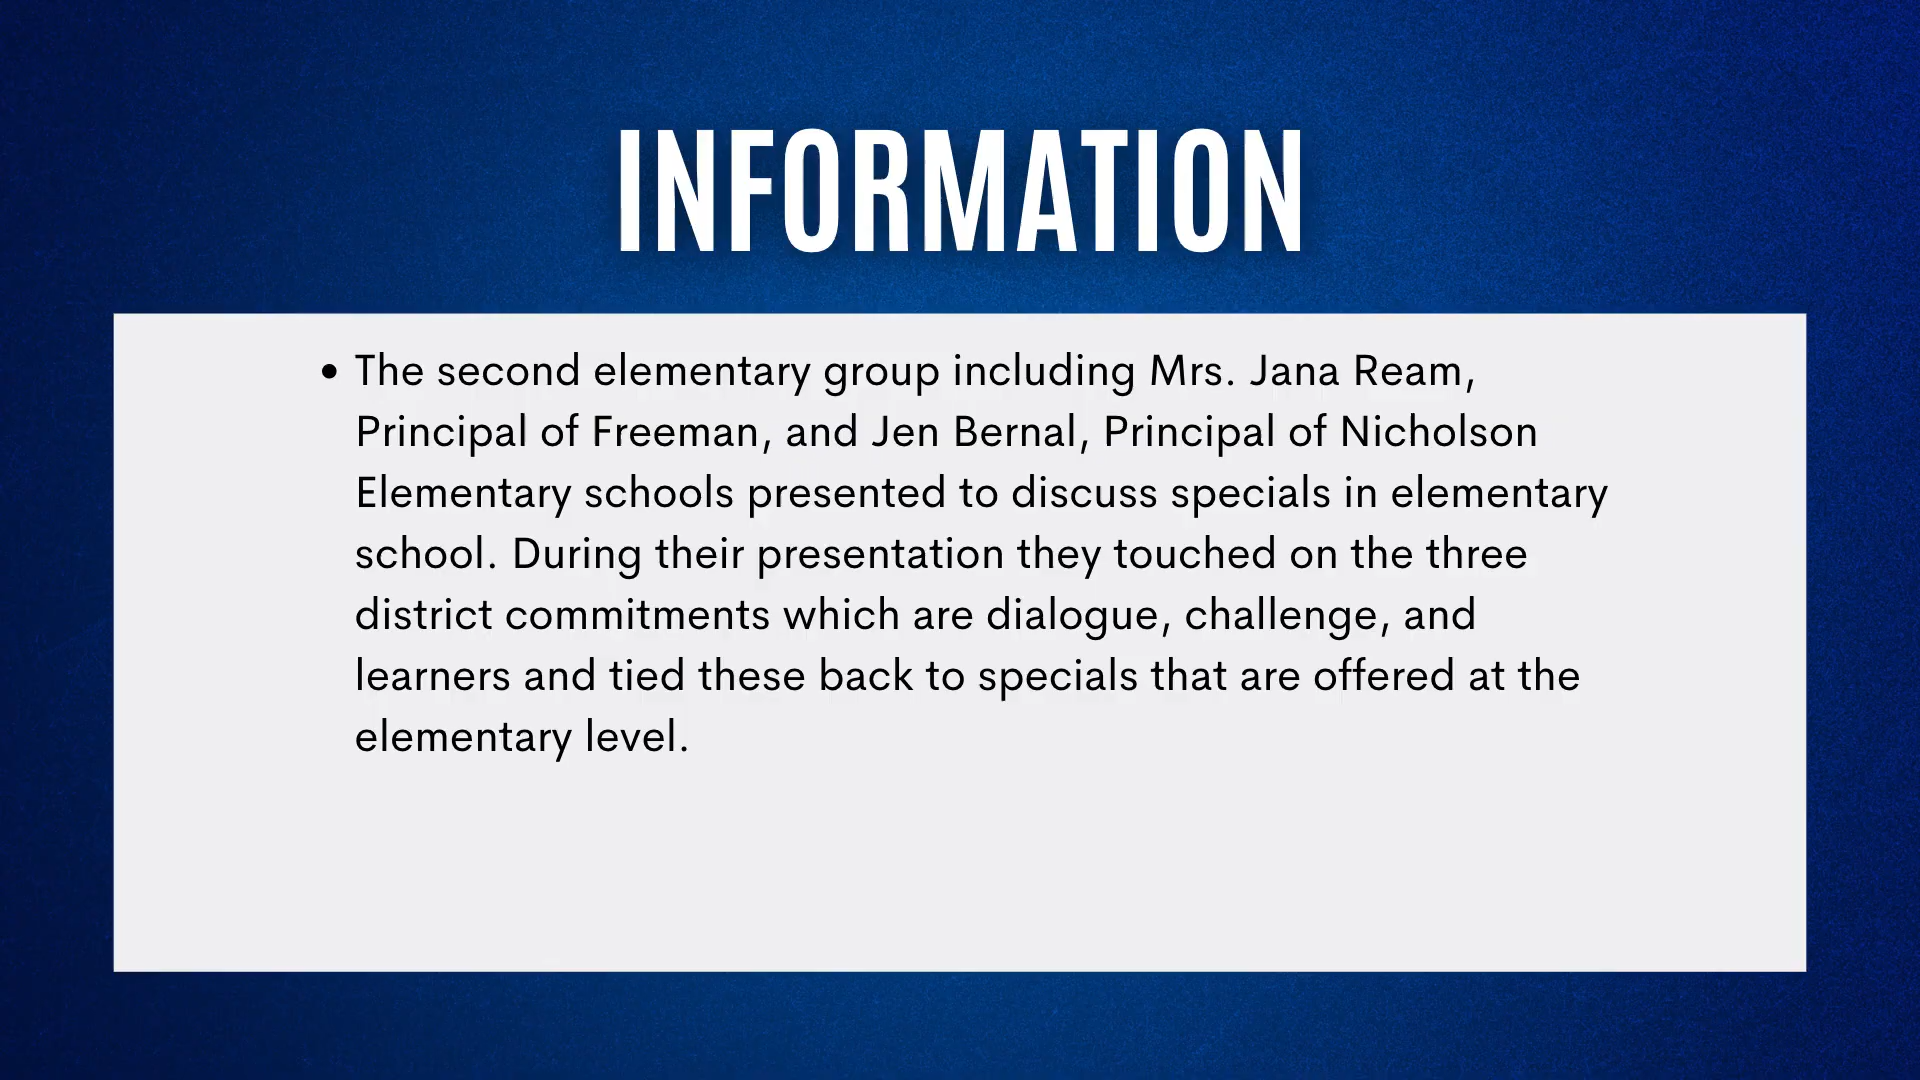 INFORMATION
• The second elementary group including Mrs. Jana Ream,
Principal of Freeman, and Jen Bernal, Principal of Nicholson
Elementary schools presented to discuss specials in elementary
school. During their presentation they touched on the three
district commitments which are dialogue, challenge, and
learners and tied these back to specials that are offered at the
elementary level.